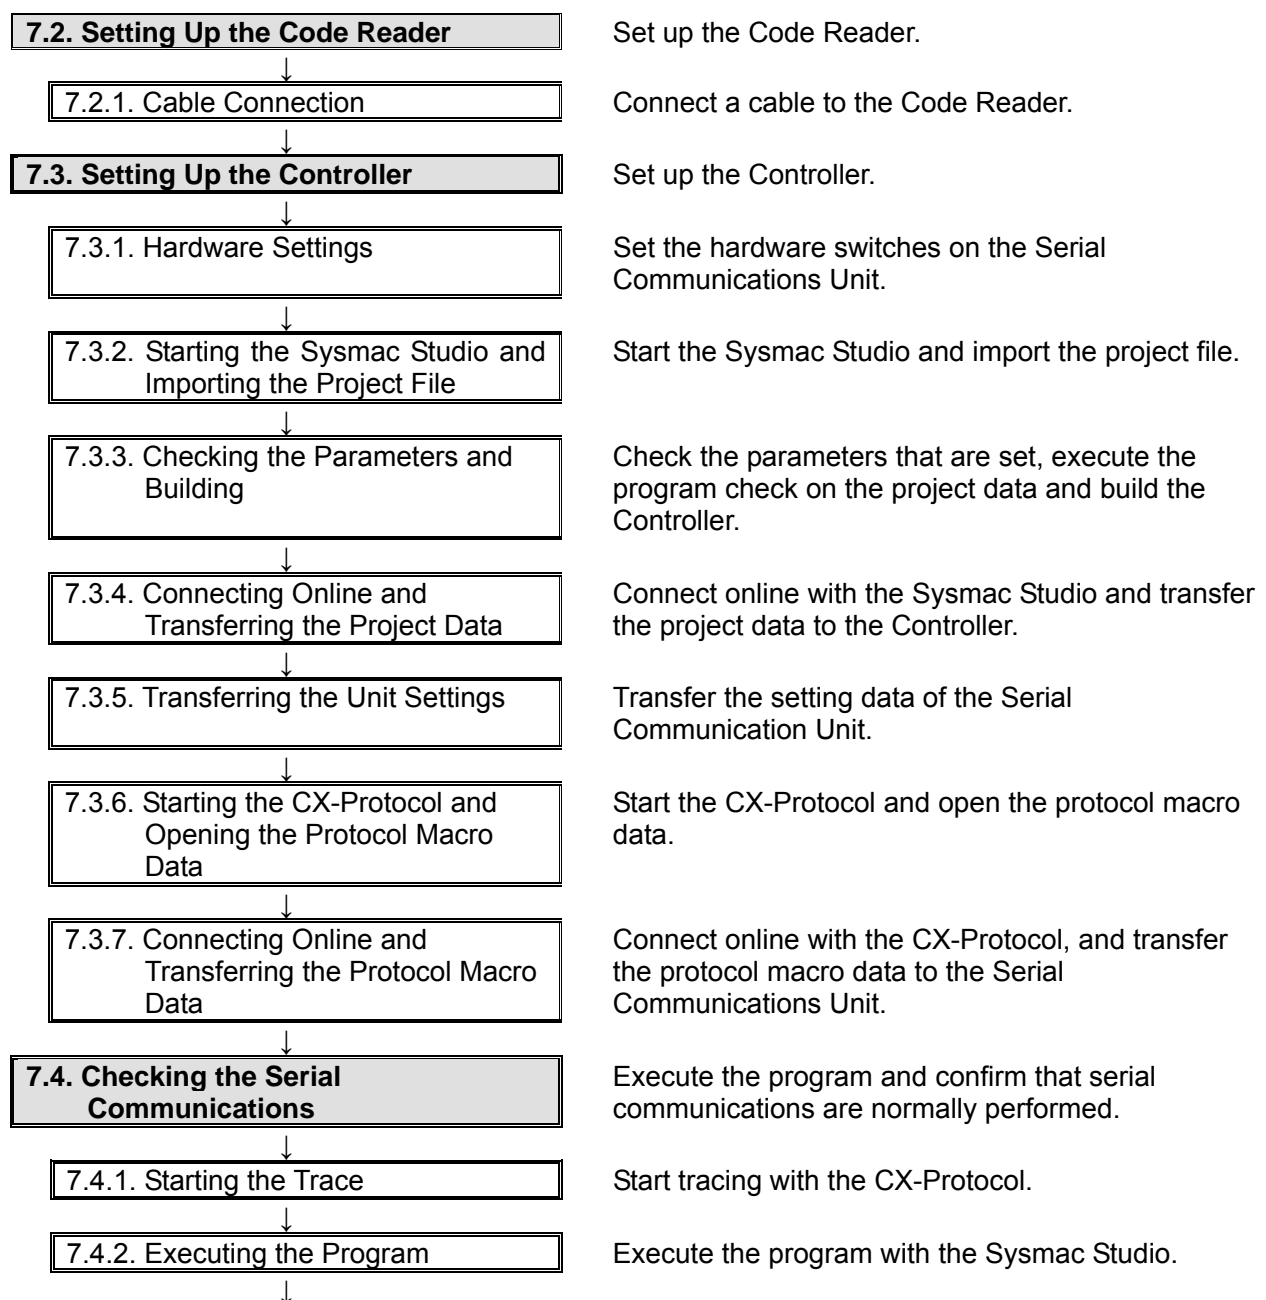 7.2. Setting Up the Code Reader
Set up the Code Reader.
↓
7.2.1. Cable Connection
Connect a cable to the Code Reader.
↓
7.3. Setting Up the Controller
Set up the Controller.
↓
7.3.1. Hardware Settings
Set the hardware switches on the Serial
Communications Unit.
↓
7.3.2. Starting the Sysmac Studio and
Importing the Project File
Start the Sysmac Studio and import the project file.
↓
7.3.3. Checking the Parameters and
Building
Check the parameters that are set, execute the
program check on the project data and build the
Controller.
↓
7.3.4. Connecting Online and
Transferring the Project Data
Connect online with the Sysmac Studio and transfer
the project data to the Controller.
↓
7.3.5. Transferring the Unit Settings
Transfer the setting data of the Serial
Communication Unit.
↓
7.3.6. Starting the CX-Protocol and
Opening the Protocol Macro
Data
Start the CX-Protocol and open the protocol macro
data.
↓
7.3.7. Connecting Online and
Transferring the Protocol Macro
Data
Connect online with the CX-Protocol, and transfer
the protocol macro data to the Serial
Communications Unit.
↓
7.4. Checking the Serial
Communications
Execute the program and confirm that serial
communications are normally performed.
↓
7.4.1. Starting the Trace
Start tracing with the CX-Protocol.
↓
7.4.2. Executing the Program
Execute the program with the Sysmac Studio.
↓